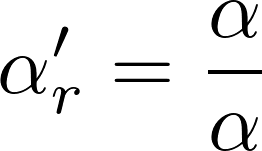 α′_r = α/α